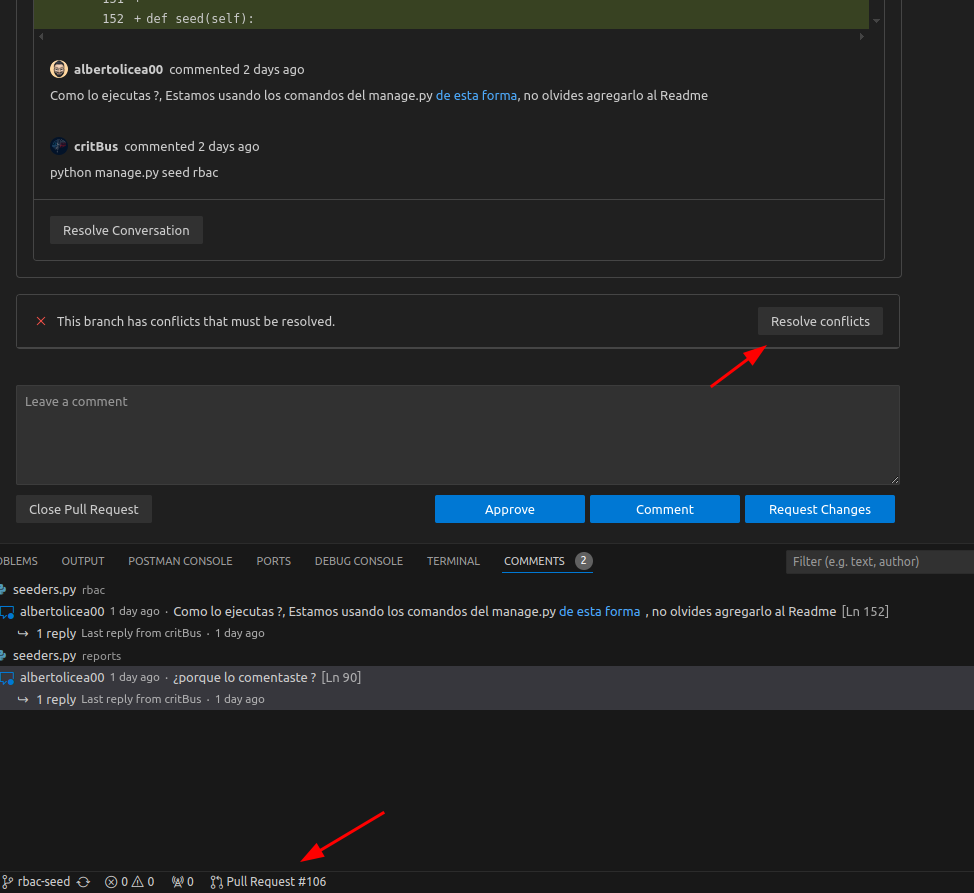 151 +
152 + def seed(self):
albertolicea00 commented 2 days ago
Como lo ejecutas ?, Estamos usando los comandos del manage.py de esta forma, no olvides agregarlo al Readme
critBus commented 2 days ago
python manage.py seed rbac
Resolve Conversation
This branch has conflicts that must be resolved.
Resolve conflicts
Leave a comment
Close Pull Request
Approve
Comment
Request Changes
OBLEMS OUTPUT POSTMAN CONSOLE PORTS DEBUG CONSOLE TERMINAL COMMENTS 2
Filter (e.g. text, author)
seeders.py rbac
albertolicea00 1 day ago · Como lo ejecutas ?, Estamos usando los comandos del manage.py de esta forma , no olvides agregarlo al Readme [Ln 152]
1 reply Last reply from critBus · 1 day ago
seeders.py reports
albertolicea00 1 day ago · ¿porque lo comentaste ? [Ln 90]
1 reply Last reply from critBus · 1 day ago
rbac-seed 0 0 0 Pull Request #106